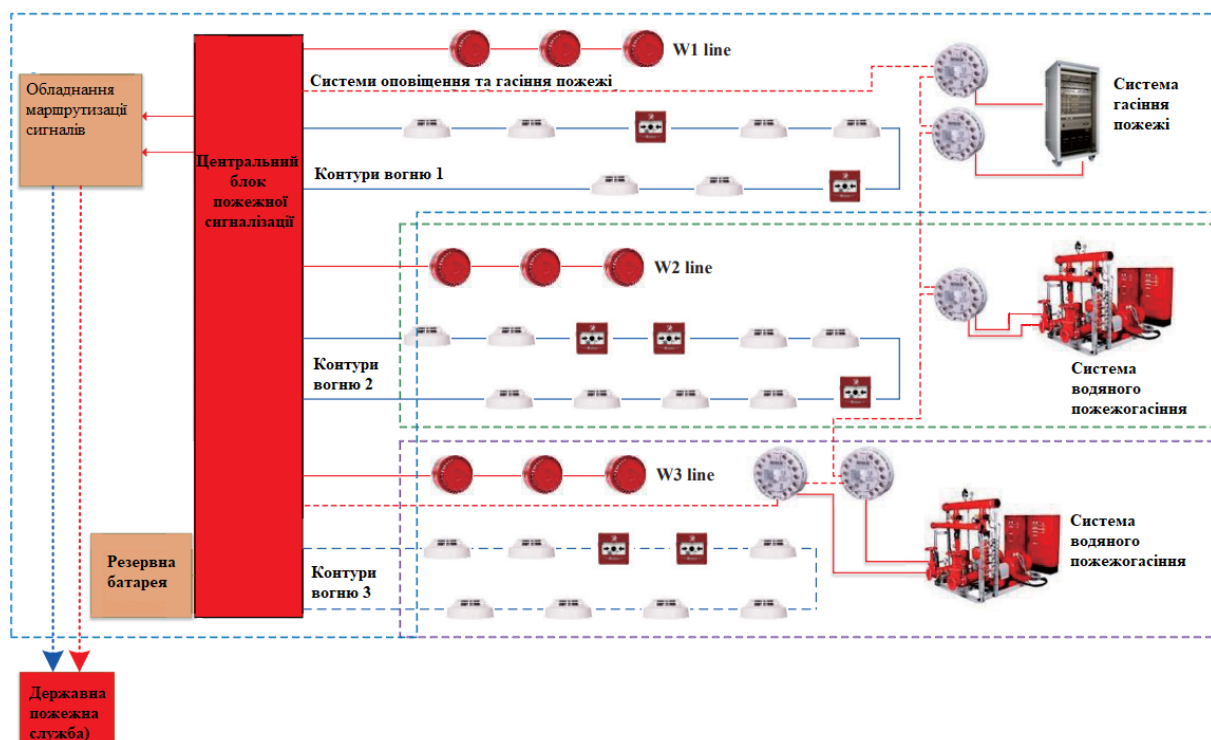 W1 line
Системи оповіщення та гасіння пожежі
Обладнання
маршрутизації
сигналів
Центральний
блок
пожежної
сигналізації
Контури вогню 1
Система
гасіння
пожежі
W2 line
Контури
вогню 2
Система
водяного
пожежогасіння
W3 line
Контури
вогню 3
Система
водяного
пожежогасіння
Резервна
батарея
Державна
пожежна
служба)